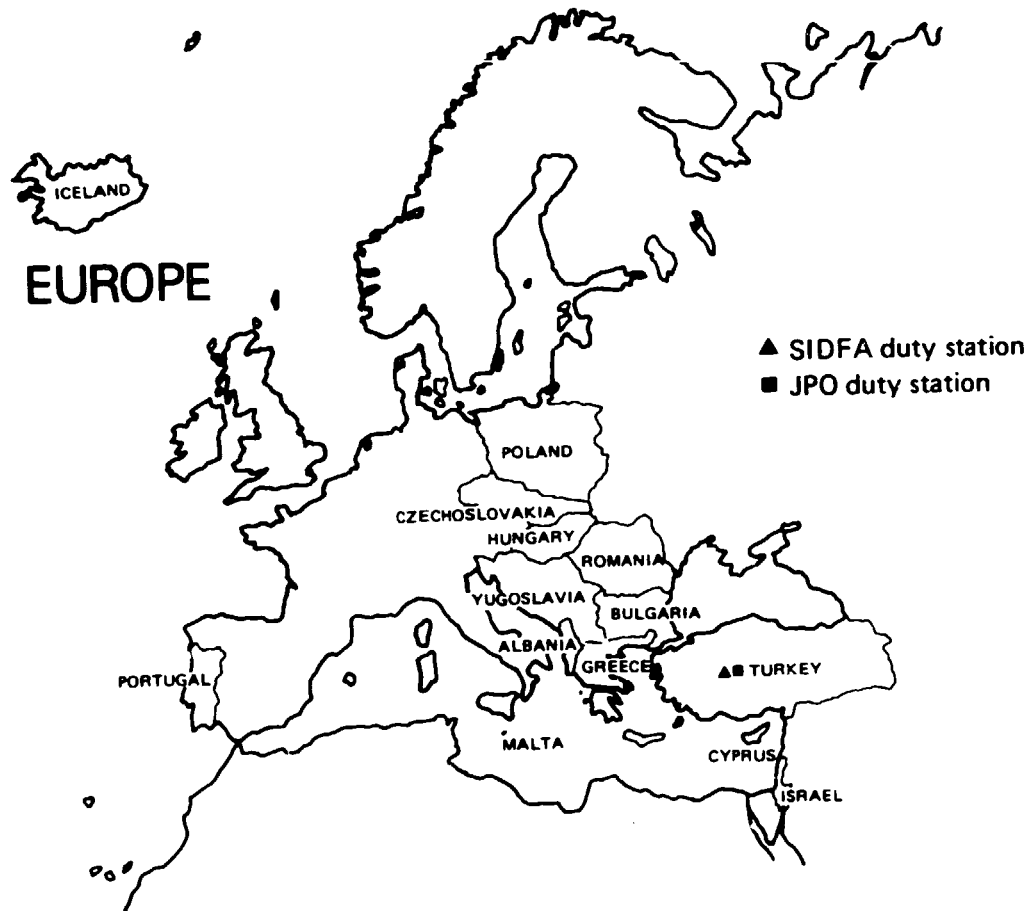 ICELAND
EUROPE
▲ SIDFA duty station
■ JPO duty station
POLAND
CZECHOSLOVAKIA
HUNGARY
ROMANIA
YUGOSLAVIA
BULGARIA
ALBANIA
GREECE
▲■ TURKEY
PORTUGAL
MALTA
CYPRUS
ISRAEL